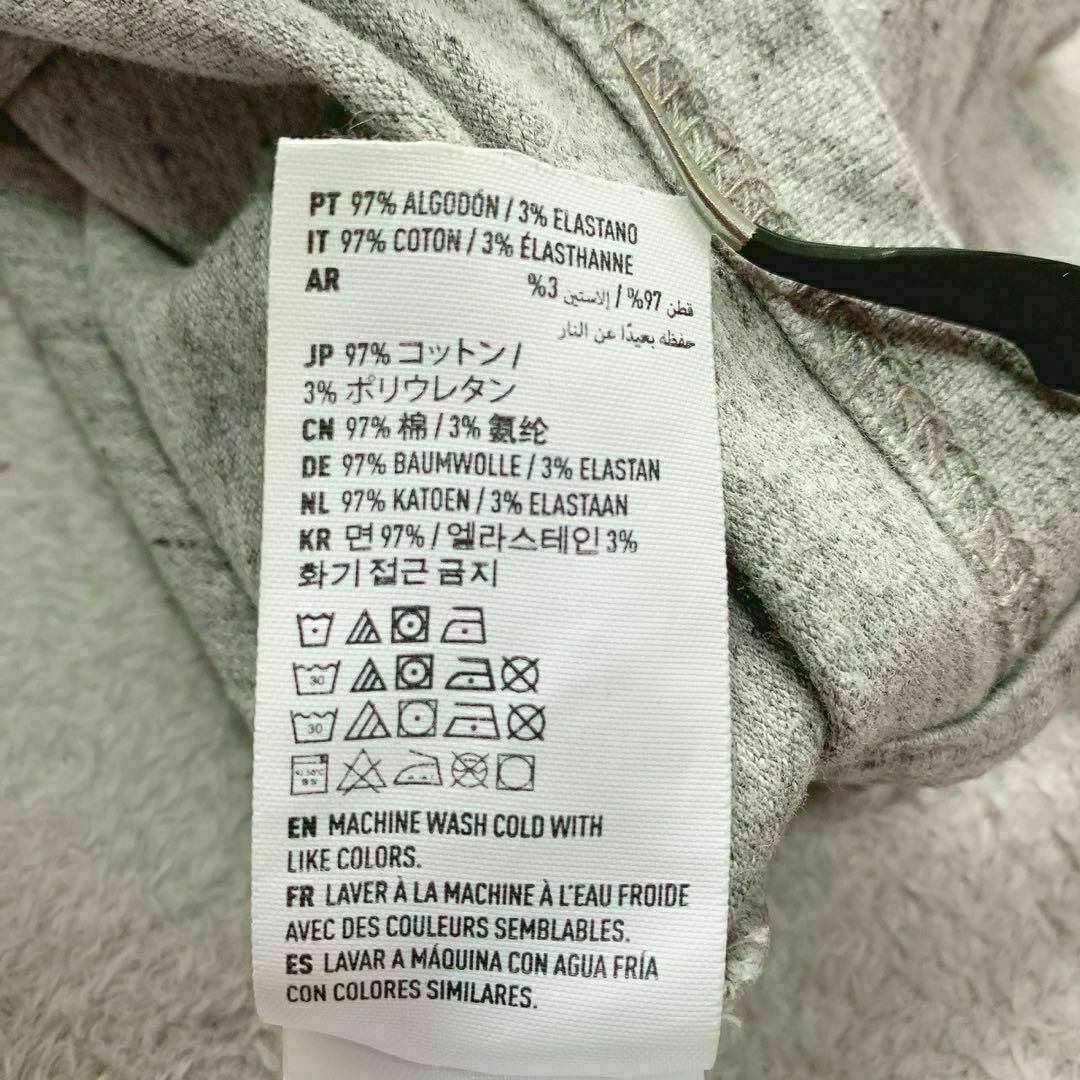 PT 97% ALGODÓN / 3% ELASTANO
IT 97% COTON / 3% ÉLASTHANNE
AR
قطن 97% / إلاستين 3%
حفظه بعيدًا عن النار
JP 97% コットン /
3% ポリウレタン
CN 97% 棉 / 3% 氨纶
DE 97% BAUMWOLLE / 3% ELASTAN
NL 97% KATOEN / 3% ELASTAAN
KR 면 97% / 엘라스테인 3%
화기 접근 금지
30
30
EN MACHINE WASH COLD WITH
LIKE COLORS.
FR LAVER À LA MACHINE À L'EAU FROIDE
AVEC DES COULEURS SEMBLABLES.
ES LAVAR A MÁQUINA CON AGUA FRÍA
CON COLORES SIMILARES.